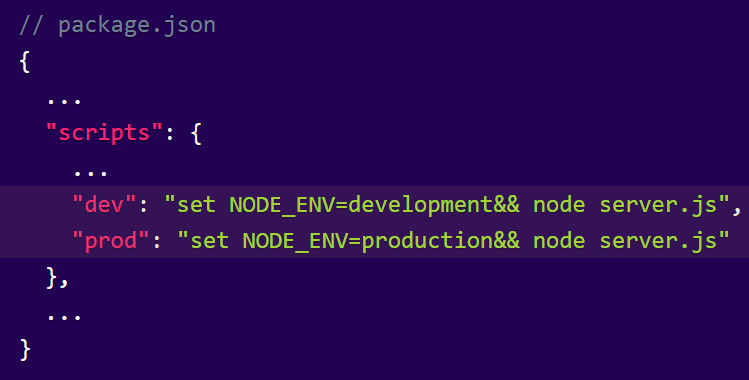 // package.json
{
  ...
  "scripts": {
    ...
    "dev": "set NODE_ENV=development&& node server.js",
    "prod": "set NODE_ENV=production&& node server.js"
  },
  ...
}